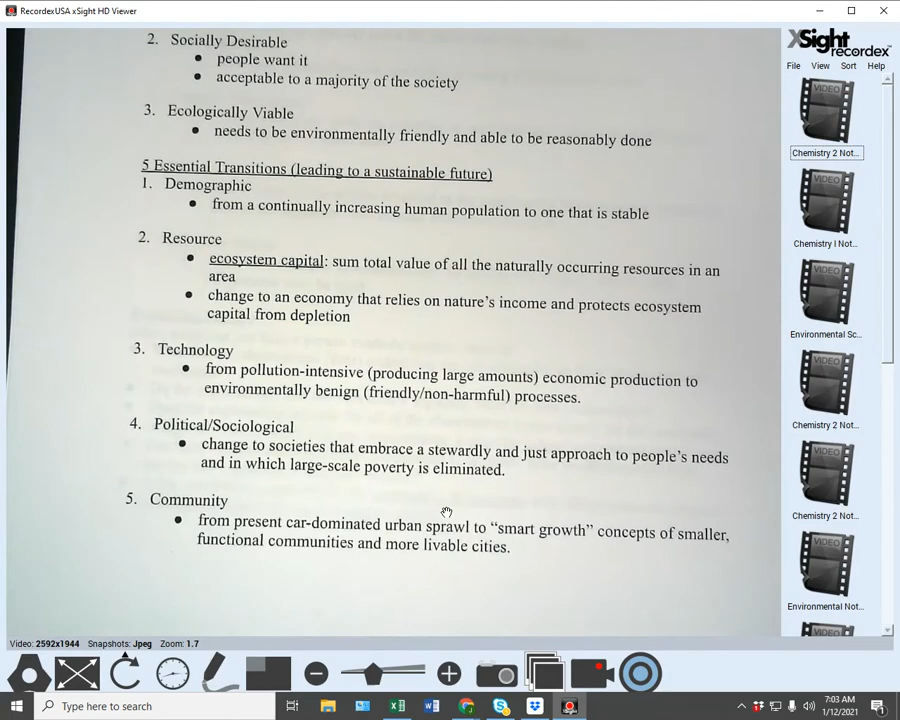 RecordexUSA xSight HD Viewer
2. Socially Desirable
• people want it
• acceptable to a majority of the society
3. Ecologically Viable
• needs to be environmentally friendly and able to be reasonably done
5 Essential Transitions (leading to a sustainable future)
1. Demographic
• from a continually increasing human population to one that is stable
2. Resource
• ecosystem capital: sum total value of all the naturally occurring resources in an
area
• change to an economy that relies on nature's income and protects ecosystem
capital from depletion
3. Technology
• from pollution-intensive (producing large amounts) economic production to
environmentally benign (friendly/non-harmful) processes.
4. Political/Sociological
• change to societies that embrace a stewardly and just approach to people's needs
and in which large-scale poverty is eliminated.
5. Community
• from present car-dominated urban sprawl to “smart growth” concepts of smaller,
functional communities and more livable cities.
xSight
recordex
File View Sort Help
VIDEO
Chemistry 2 Not...
VIDEO
Chemistry I Not...
VIDEO
Environmental Sc...
VIDEO
Chemistry 2 Not...
VIDEO
Chemistry 2 Not...
VIDEO
Environmental Not...
VIDEO
Video: 2592x1944 Snapshots: Jpeg Zoom: 1.7
Type here to search
7:03 AM
1/12/2021